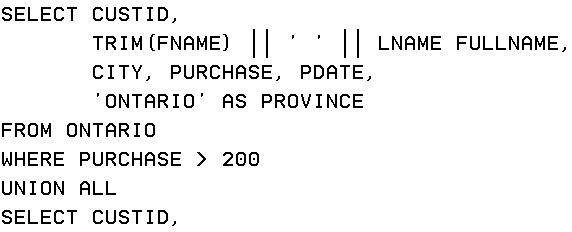 SELECT CUSTID,
TRIM(FNAME) || ' ' || LNAME FULLNAME,
CITY, PURCHASE, PDATE,
'ONTARIO' AS PROVINCE
FROM ONTARIO
WHERE PURCHASE > 200
UNION ALL
SELECT CUSTID,